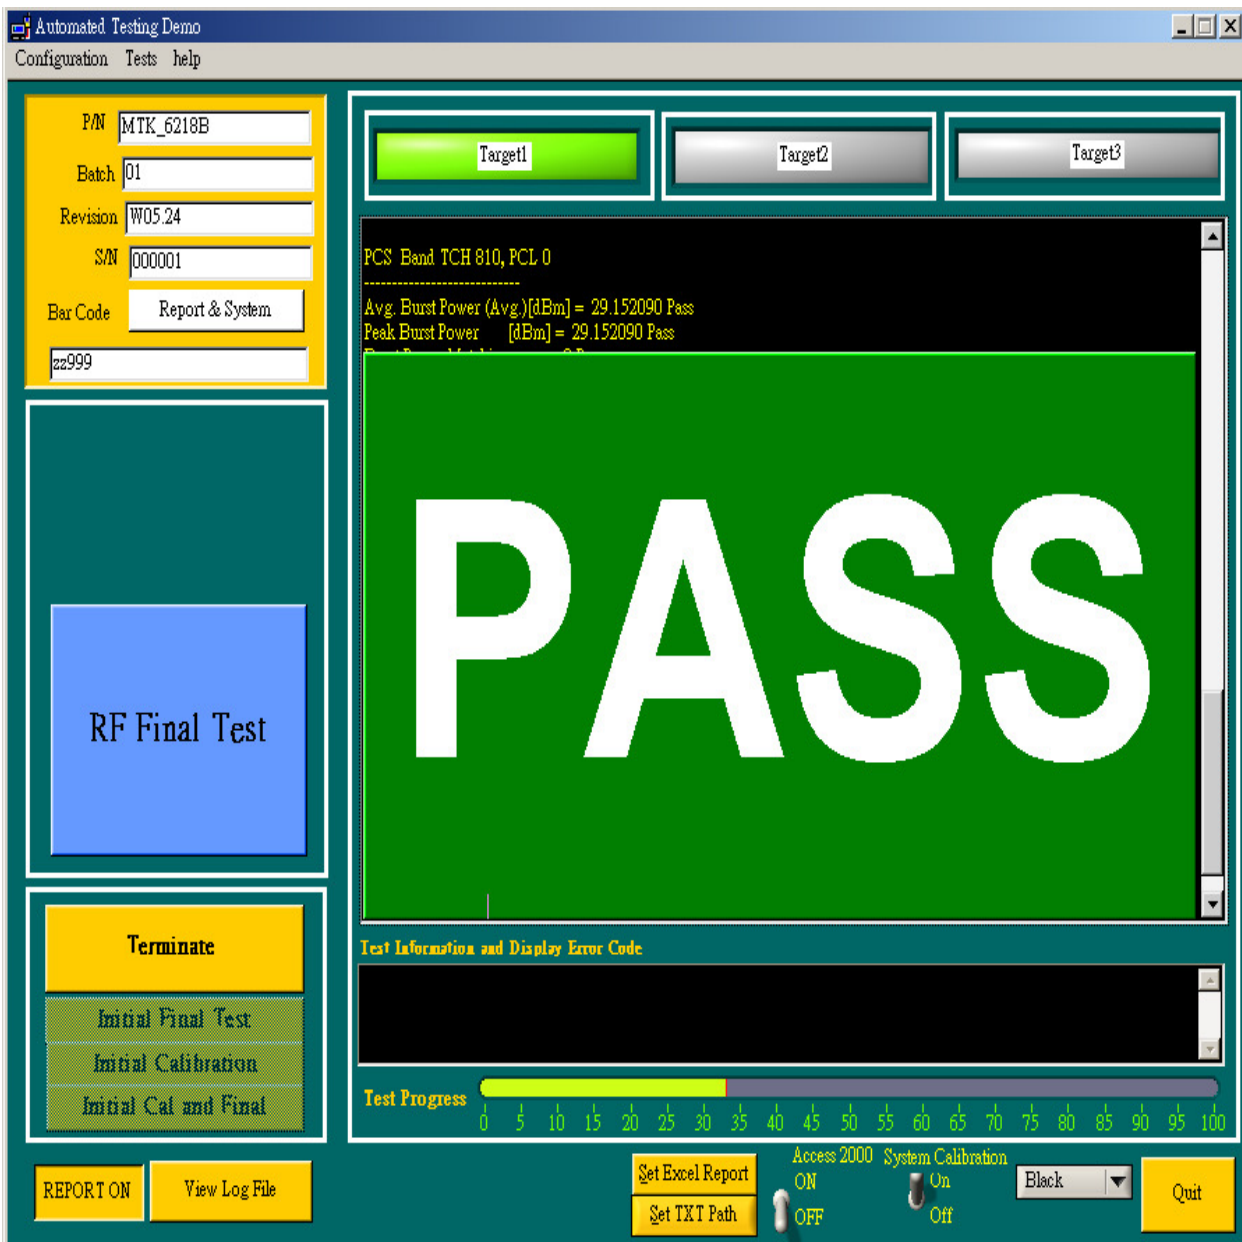 Automated Testing Demo
Configuration Tests help
P/N MTK_6218B
Batch 01
Revision W05.24
S/N 000001
Bar Code Report & System
zz999
RF Final Test
Terminate
Initial Final Test
Initial Calibration
Initial Cal and Final
REPORT ON
View Log File
Target1
Target2
Target3
PCS Band TCH 810, PCL 0
----------------------------
Avg. Burst Power (Avg.)[dBm] = 29.152090 Pass
Peak Burst Power [dBm] = 29.152090 Pass
PASS
Test Information and Display Error Code
Test Progress
0 5 10 15 20 25 30 35 40 45 50 55 60 65 70 75 80 85 90 95 100
Set Excel Report
Set TXT Path
Access 2000
ON
OFF
System Calibration
On
Off
Black
Quit